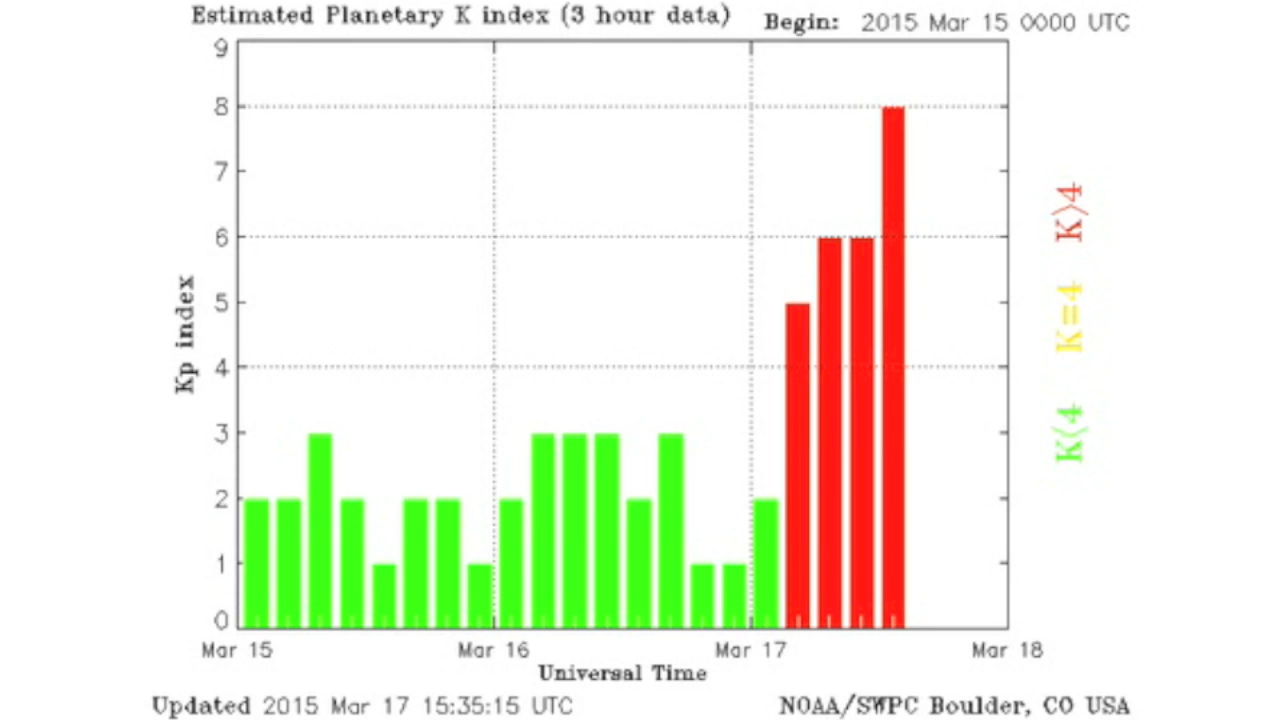 Estimated Planetary K index (3 hour data)
Begin: 2015 Mar 15 0000 UTC
9
8
7
6
5
4
3
2
1
0
Kp index
K>4
K=4
K<4
Mar 15
Mar 16
Mar 17
Mar 18
Universal Time
Updated 2015 Mar 17 15:35:15 UTC
NOAA/SWPC Boulder, CO USA